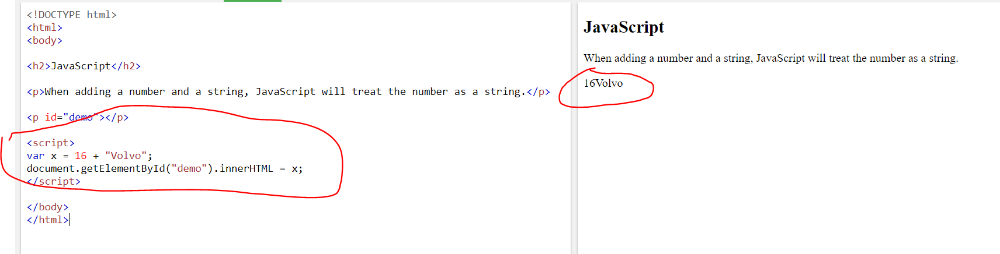 <!DOCTYPE html>
<html>
<body>
<h2>JavaScript</h2>
<p>When adding a number and a string, JavaScript will treat the number as a string.</p>
<p id="demo"></p>
<script>
var x = 16 + "Volvo";
document.getElementById("demo").innerHTML = x;
</script>
</body>
</html>
JavaScript
When adding a number and a string, JavaScript will treat the number as a string.
16Volvo